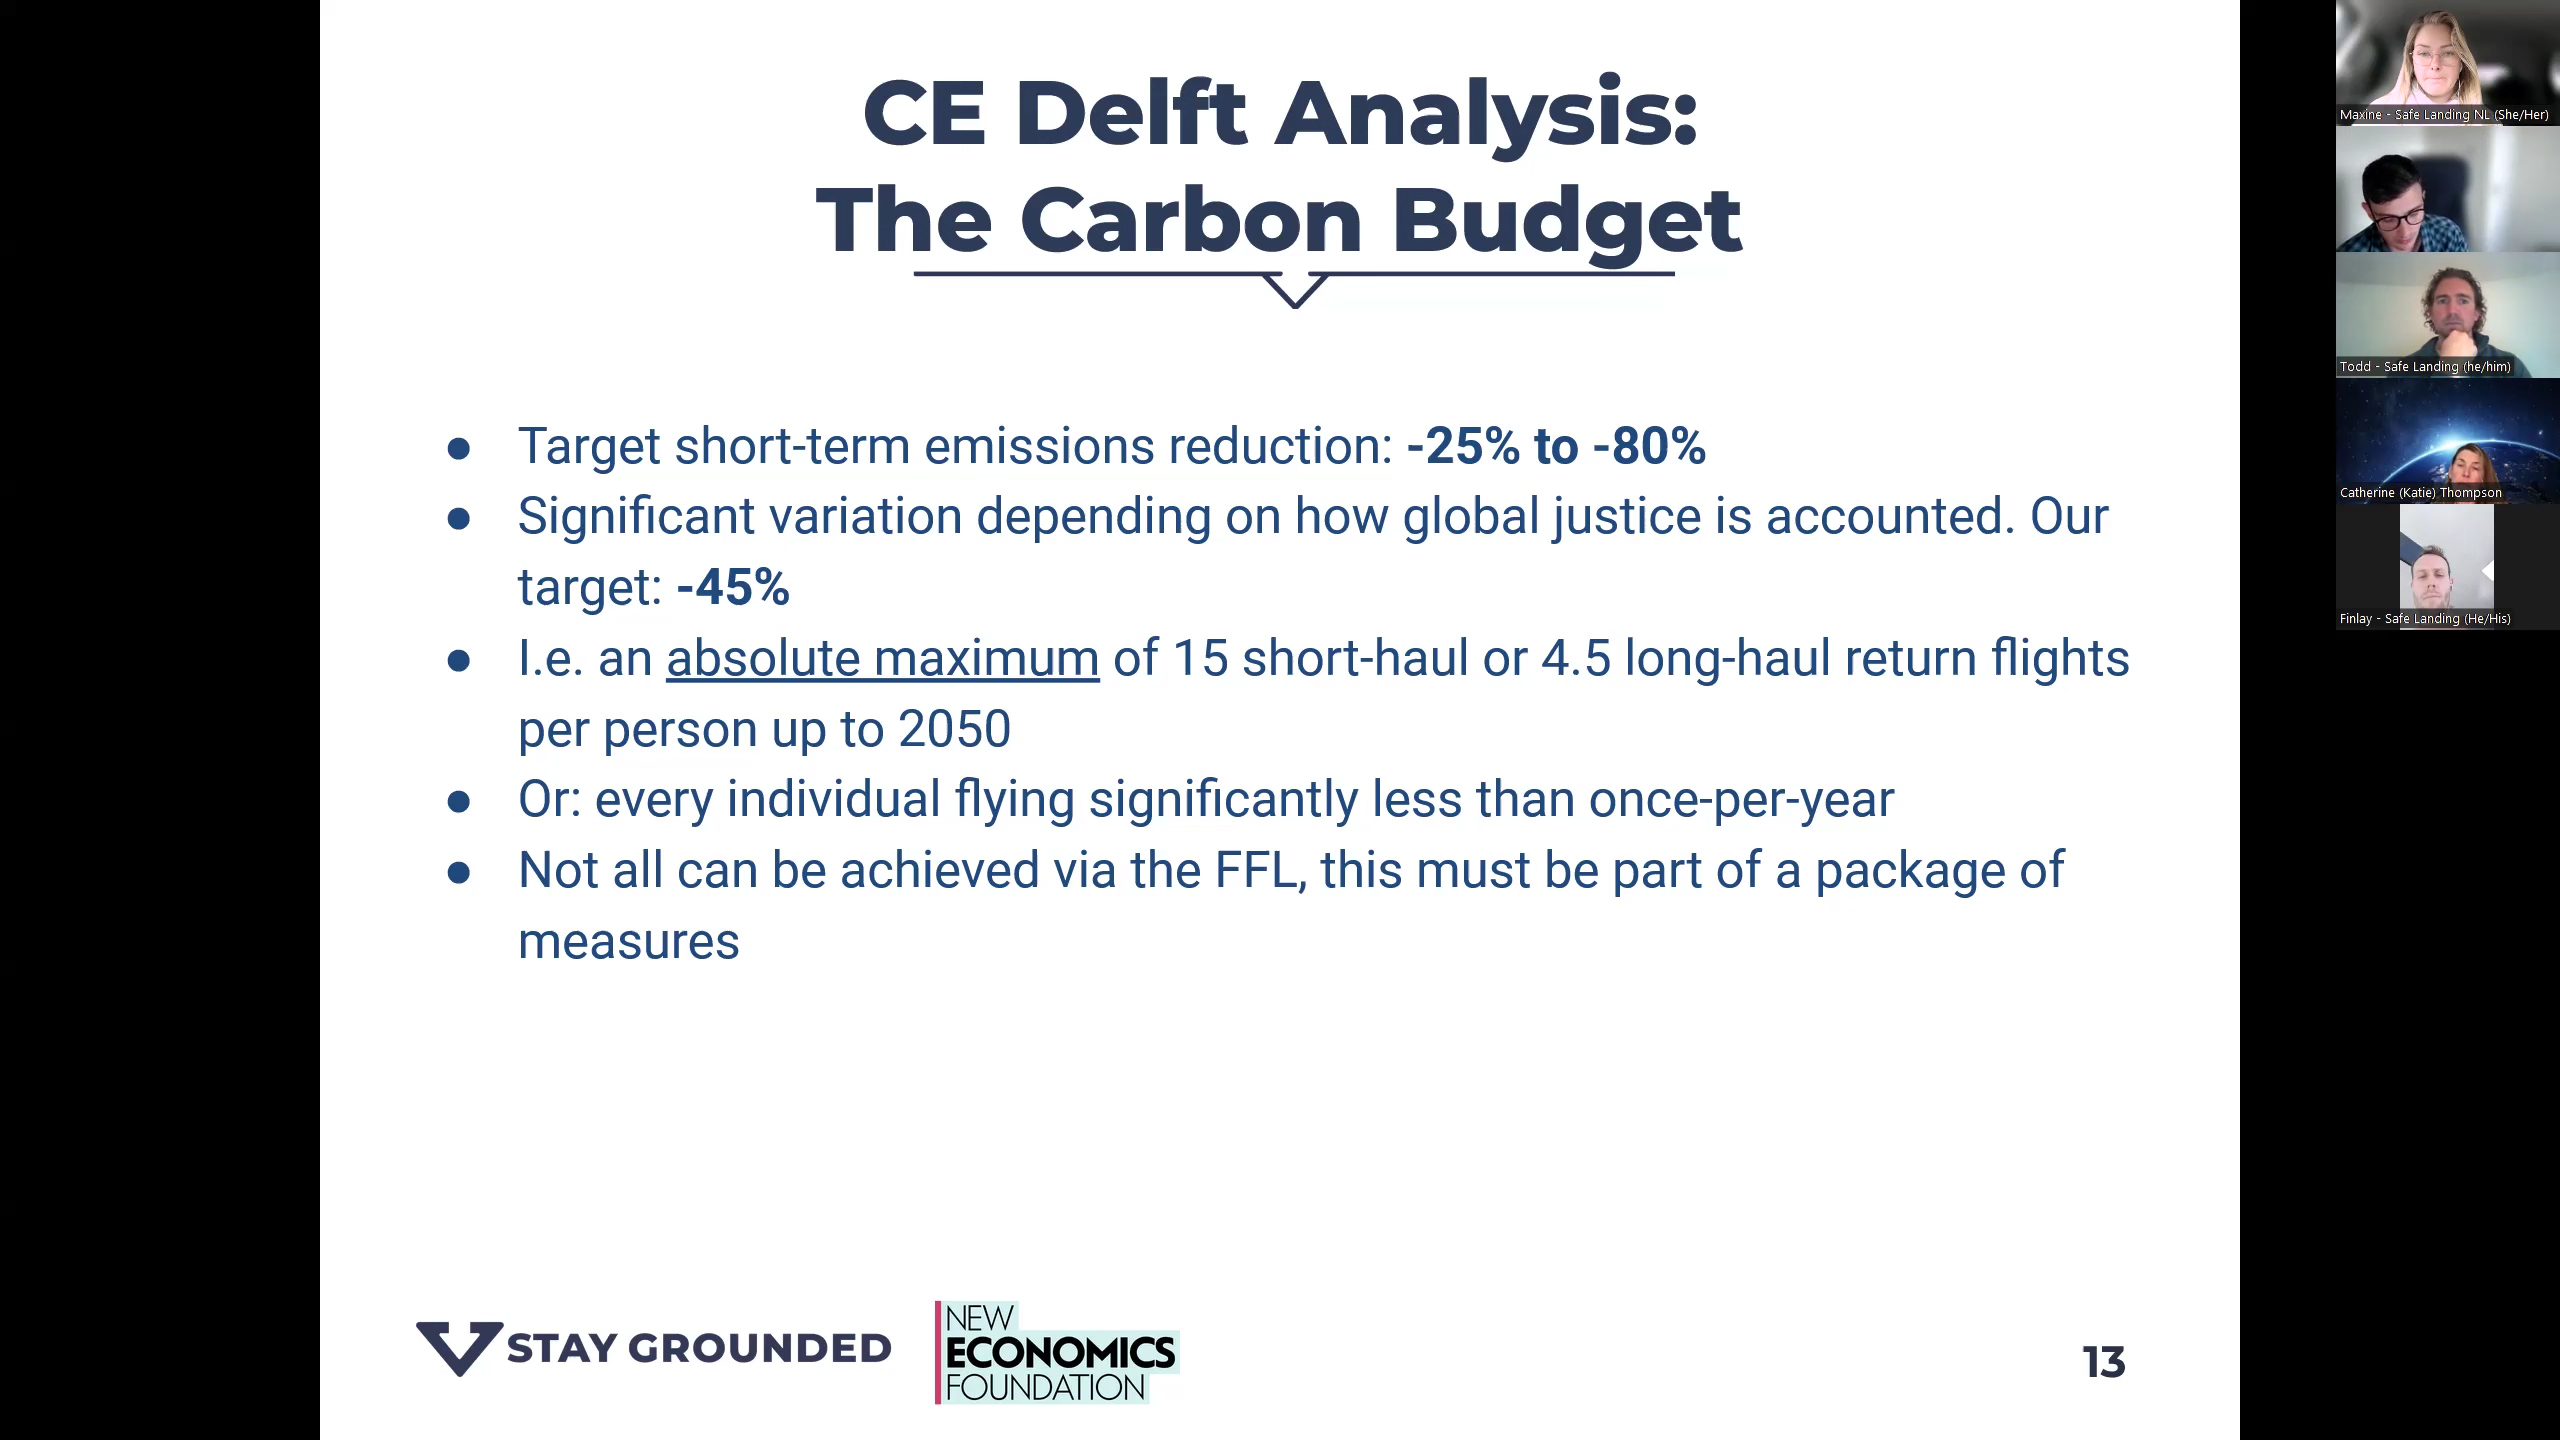 CE Delft Analysis:
The Carbon Budget
● Target short-term emissions reduction: -25% to -80%
● Significant variation depending on how global justice is accounted. Our
target: -45%
● I.e. an absolute maximum of 15 short-haul or 4.5 long-haul return flights
per person up to 2050
● Or: every individual flying significantly less than once-per-year
● Not all can be achieved via the FFL, this must be part of a package of
measures
STAY GROUNDED
NEW
ECONOMICS
FOUNDATION
13
Maxine - Safe Landing NL (She/Her)
Todd - Safe Landing (he/him)
Catherine (Katie) Thompson
Finlay - Safe Landing (He/His)